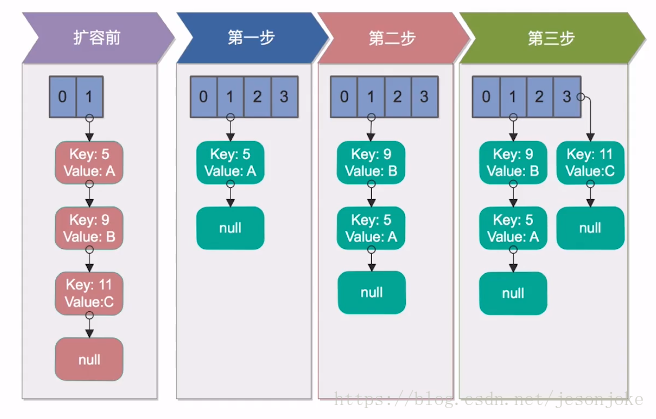 扩容前
第一步
第二步
第三步
0 1
0 1 2 3
0 1 2 3
0 1 2 3
Key: 5
Value: A
Key: 9
Value: B
Key: 11
Value:C
null
Key: 5
Value: A
null
Key: 9
Value: B
Key: 5
Value: A
null
Key: 9
Value: B
Key: 5
Value: A
null
Key: 11
Value:C
null
https://blog.csdn.net/jesonjoke